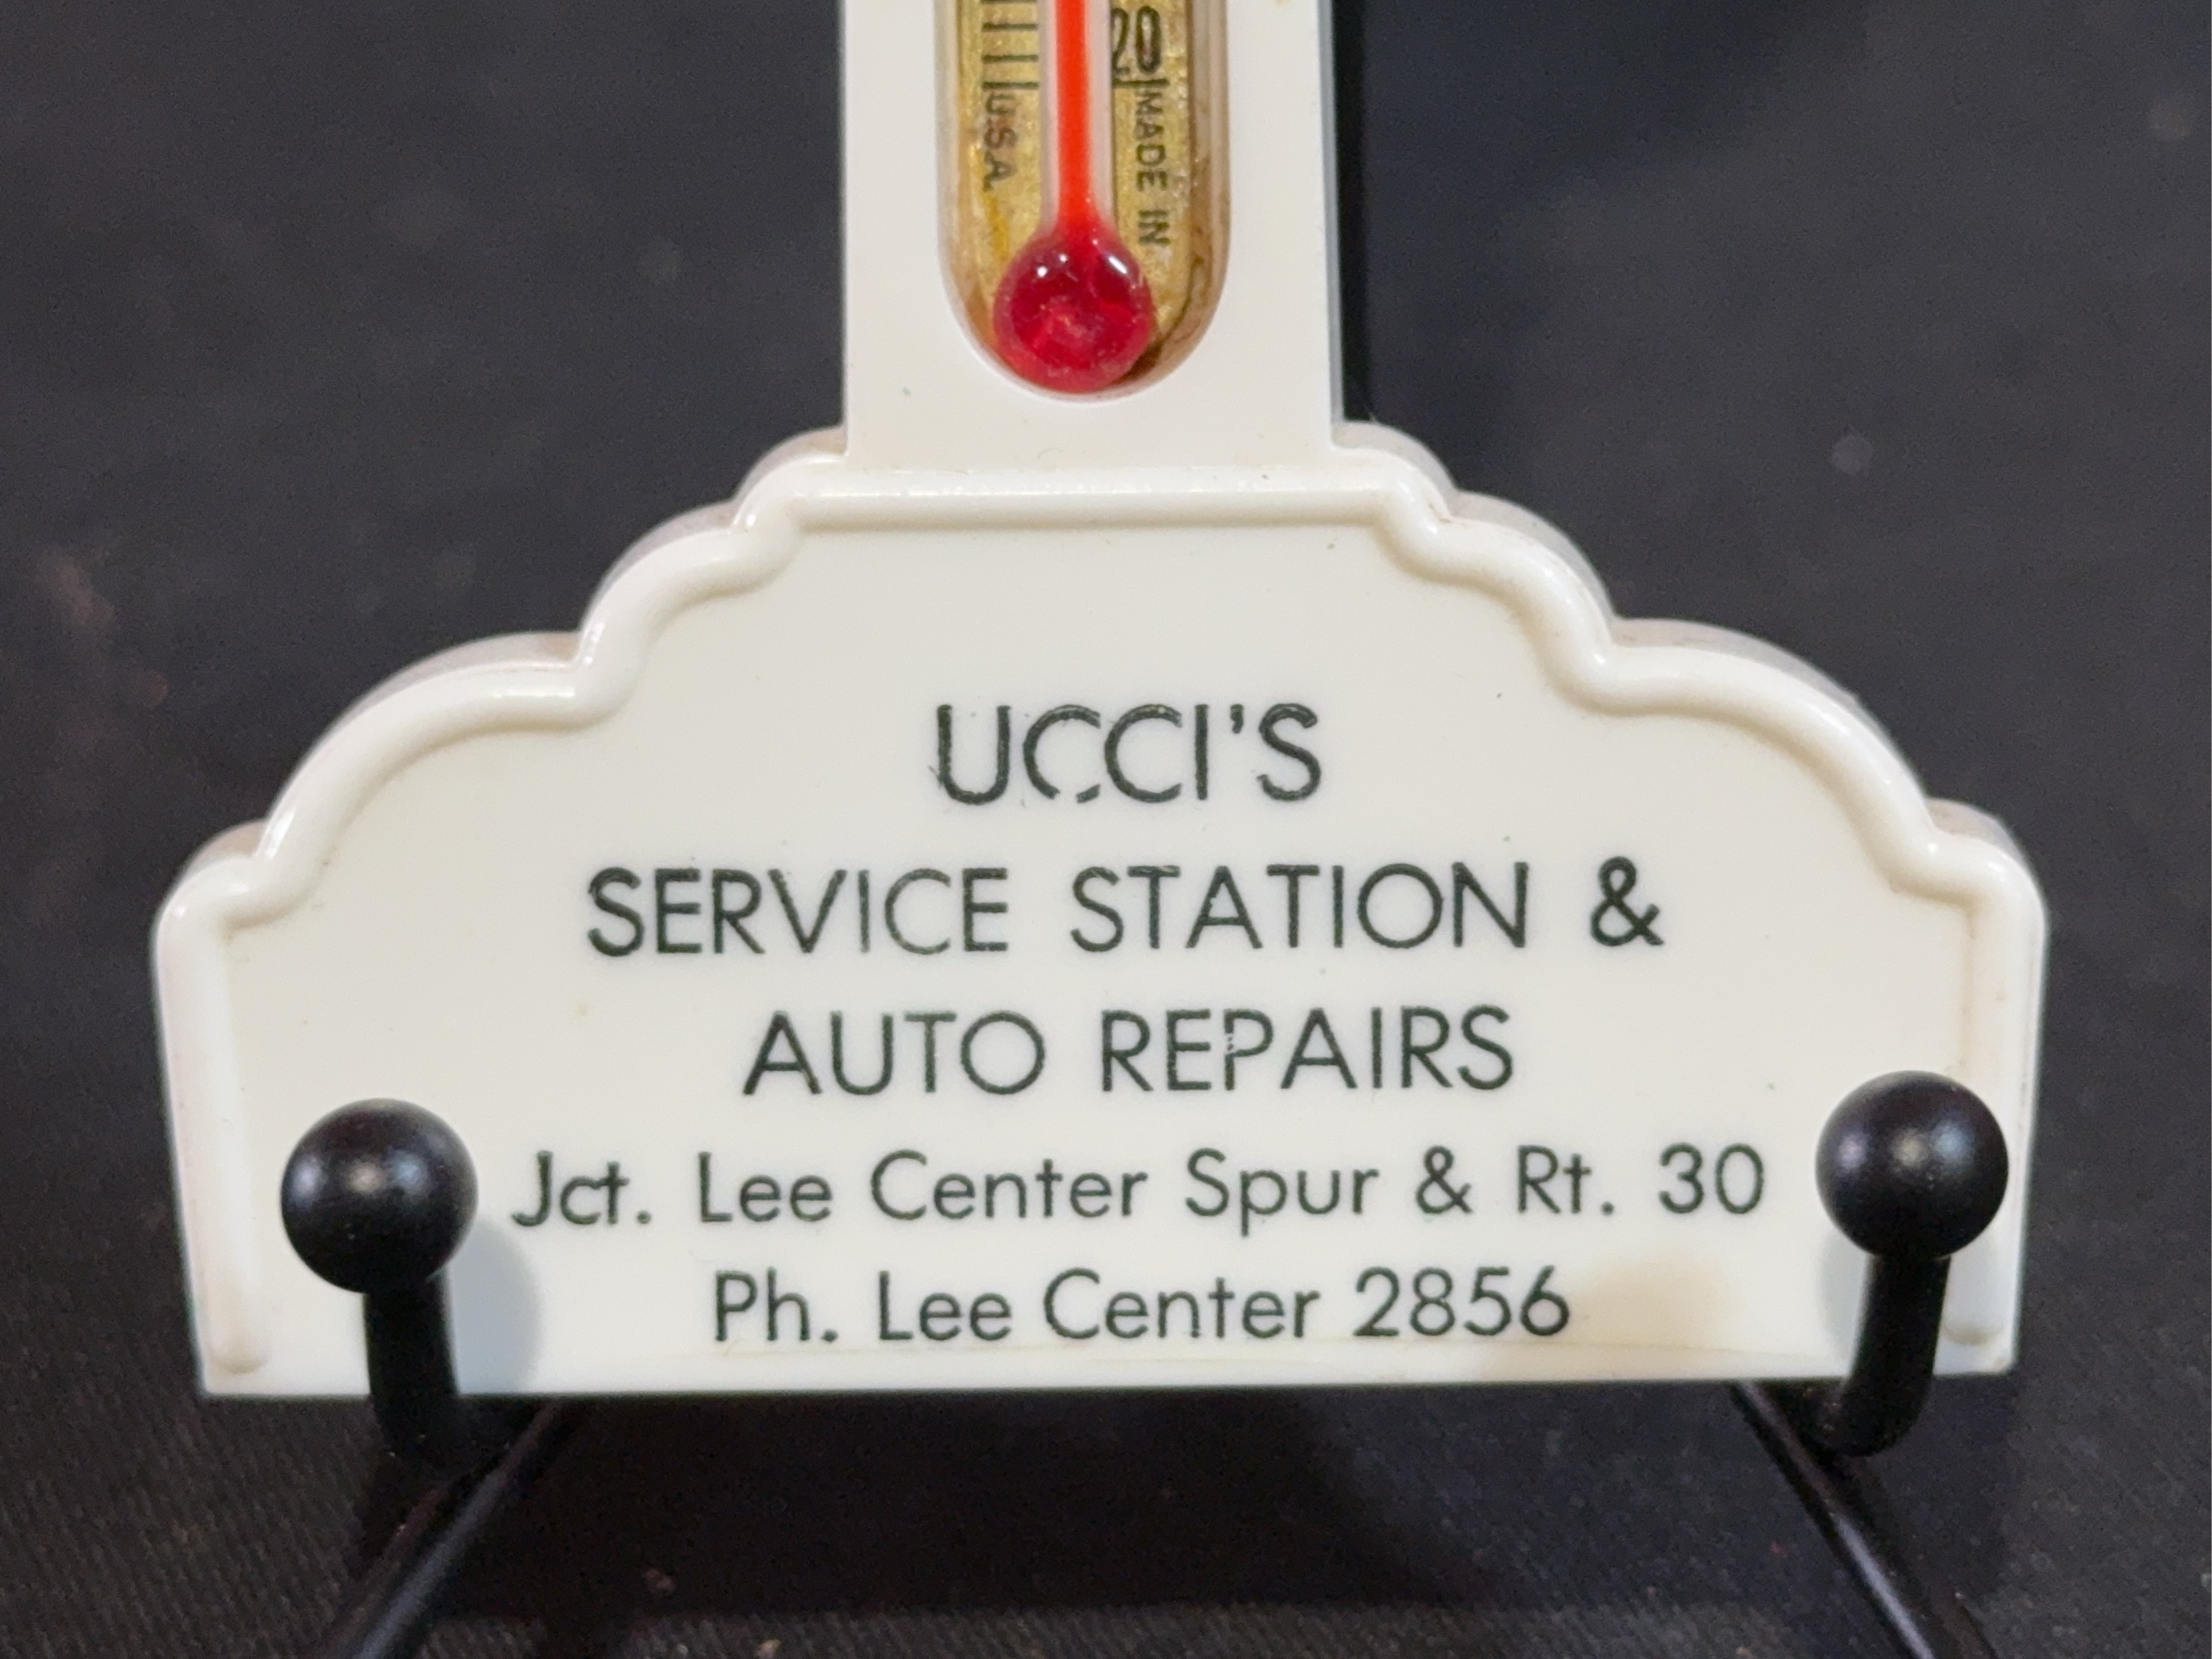 20
U.S.A.
MADE IN
UCCI'S
SERVICE STATION &
AUTO REPAIRS
Jct. Lee Center Spur & Rt. 30
Ph. Lee Center 2856